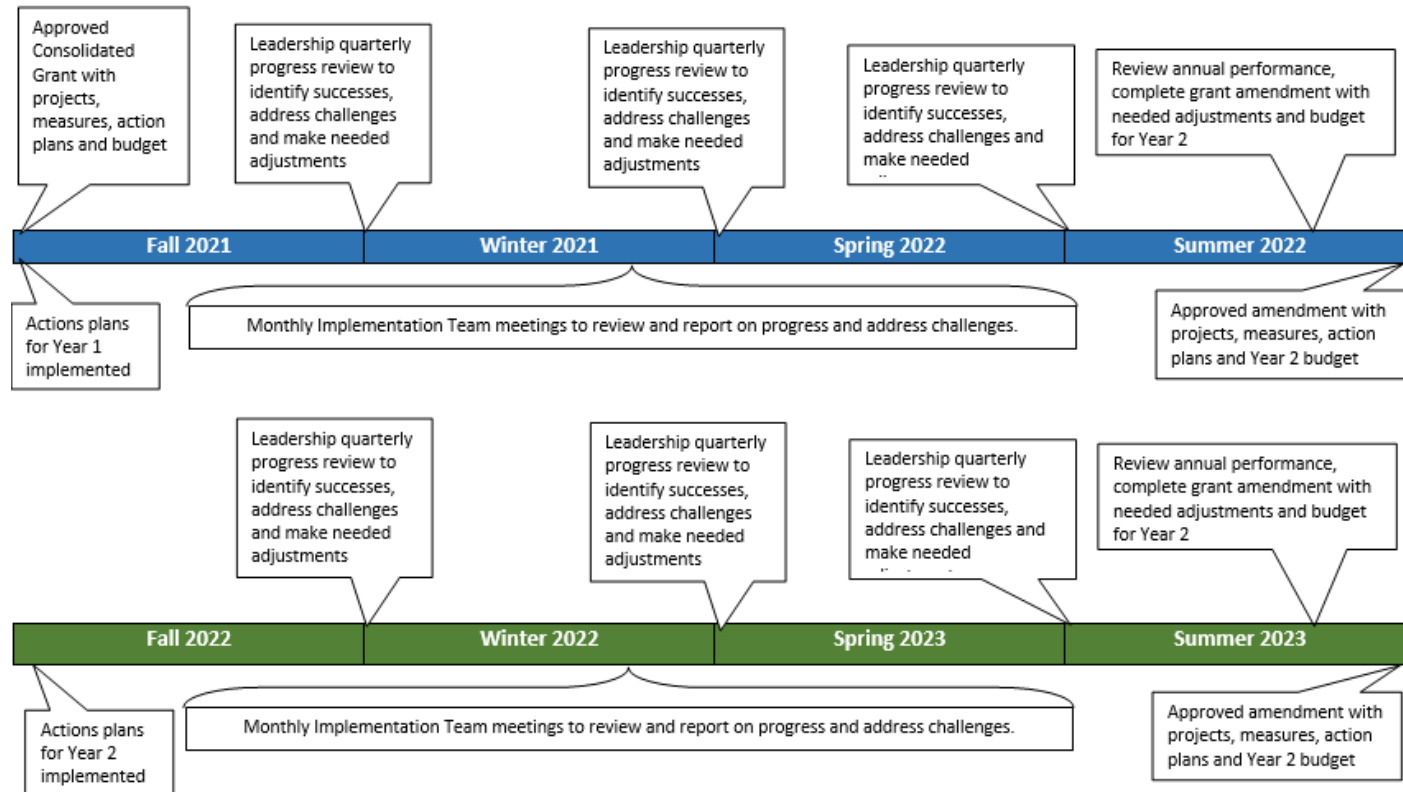 Approved
Consolidated
Grant with
projects,
measures, action
plans and budget
Leadership quarterly
progress review to
identify successes,
address challenges
and make needed
adjustments
Leadership quarterly
progress review to
identify successes,
address challenges
and make needed
adjustments
Leadership quarterly
progress review to
identify successes,
address challenges and
make needed
Review annual performance,
complete grant amendment with
needed adjustments and budget
for Year 2
Fall 2021
Winter 2021
Spring 2022
Summer 2022
Actions plans
for Year 1
implemented
Monthly Implementation Team meetings to review and report on progress and address challenges.
Approved amendment with
projects, measures, action
plans and Year 2 budget
Leadership quarterly
progress review to
identify successes,
address challenges
and make needed
adjustments
Leadership quarterly
progress review to
identify successes,
address challenges
and make needed
adjustments
Leadership quarterly
progress review to
identify successes,
address challenges and
make needed
Review annual performance,
complete grant amendment with
needed adjustments and budget
for Year 2
Fall 2022
Winter 2022
Spring 2023
Summer 2023
Actions plans
for Year 2
implemented
Monthly Implementation Team meetings to review and report on progress and address challenges.
Approved amendment with
projects, measures, action
plans and Year 2 budget